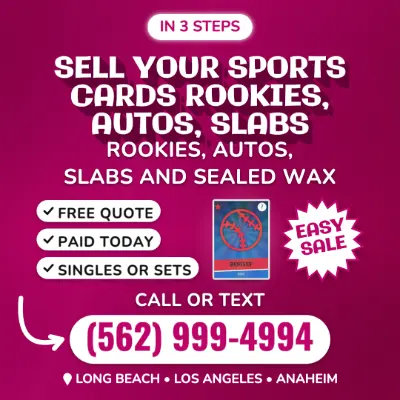 IN 3 STEPS
SELL YOUR SPORTS
CARDS ROOKIES,
AUTOS, SLABS
ROOKIES, AUTOS,
SLABS AND SEALED WAX
FREE QUOTE
PAID TODAY
SINGLES OR SETS
EASY
SALE
CALL OR TEXT
(562) 999-4994
LONG BEACH • LOS ANGELES • ANAHEIM